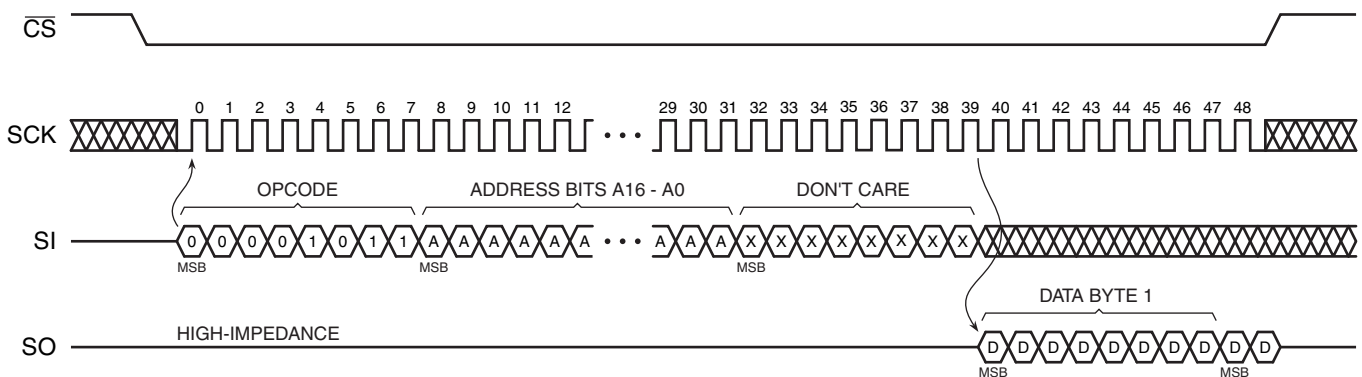 CS
0 1 2 3 4 5 6 7 8 9 10 11 12 29 30 31 32 33 34 35 36 37 38 39 40 41 42 43 44 45 46 47 48
SCK • • •
OPCODE ADDRESS BITS A16 - A0 DON'T CARE
SI 0 0 0 0 1 0 1 1 A A A A A A • • • A A A X X X X X X X X
MSB MSB MSB
DATA BYTE 1
HIGH-IMPEDANCE
SO D D D D D D D D D D
MSB MSB